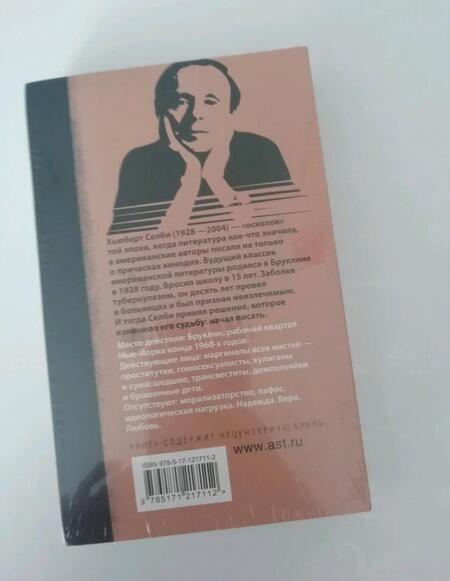 Хьюберт Селби (1928 — 2004) — «осколок»
той эпохи, когда литература кое-что значила,
а американские авторы писали не только
о прическах кинодив. Будущий классик
американской литературы родился в Бруклине
в 1928 году. Бросил школу в 15 лет. Заболев
туберкулезом, он десять лет провел
в больницах и был признан неизлечимым.
И тогда Селби принял решение, которое
изменило его судьбу: начал писать.
Место действия: Бруклин, рабочий квартал
Нью-Йорка конца 1960-х годов.
Действующие лица: маргиналы всех мастей —
проститутки, гомосексуалисты, хулиганы
и сумасшедшие, трансвеститы, домохозяйки
и брошенные дети.
Отсутствуют: морализаторство, пафос,
идеологическая нагрузка. Надежда. Вера.
Любовь.
КНИГА СОДЕРЖИТ НЕЦЕНЗУРНУЮ БРАНЬ
www.ast.ru
ISBN 978-5-17-121711-2
9 785171 217112>